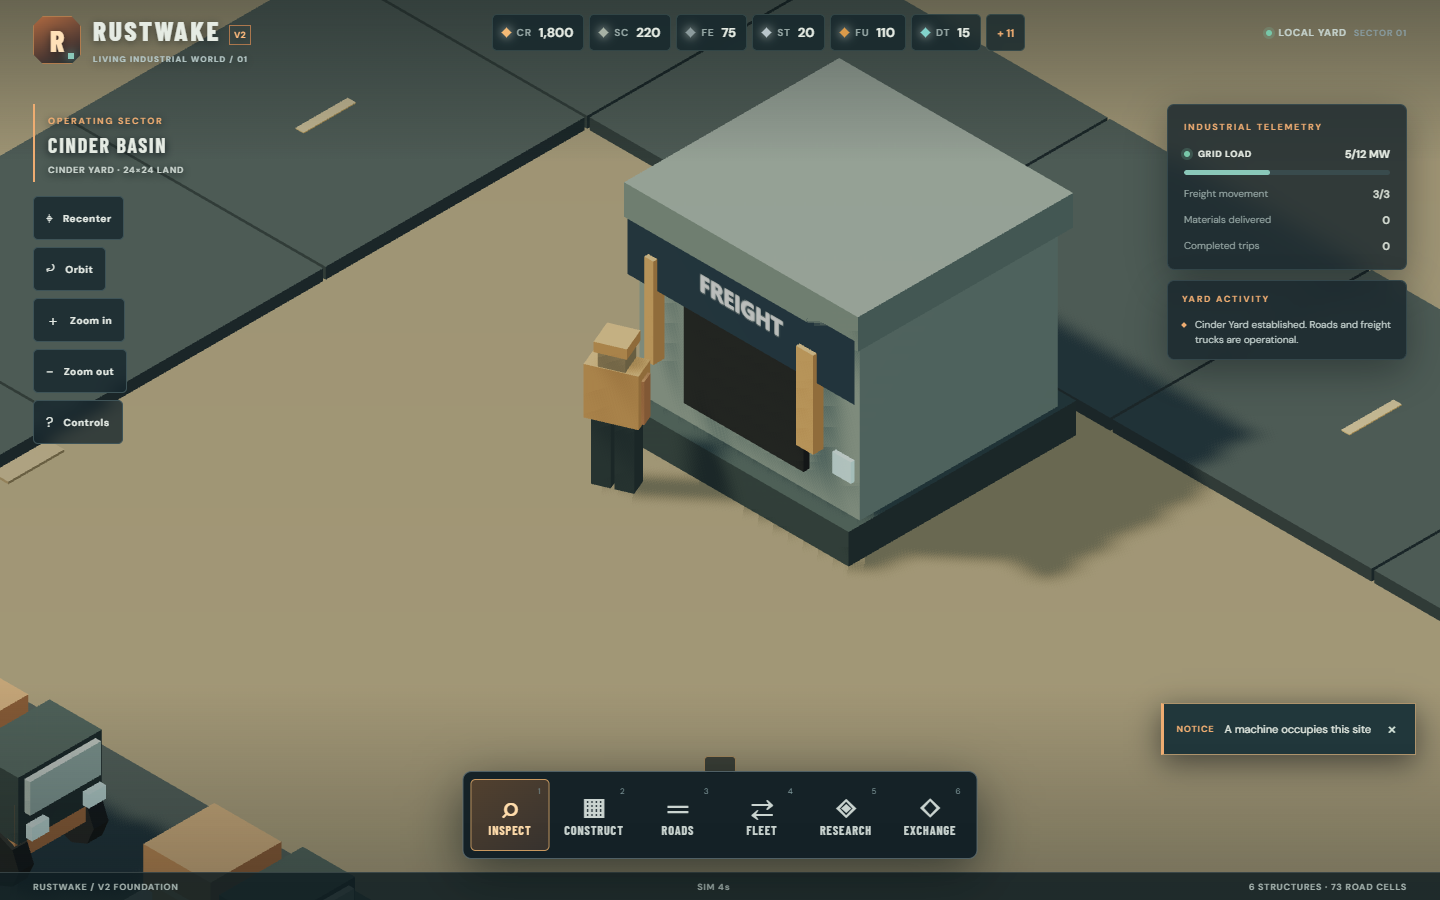 R
RUSTWAKE V2
LIVING INDUSTRIAL WORLD / 01
CR 1,800
SC 220
FE 75
ST 20
FU 110
DT 15
+ 11
LOCAL YARD SECTOR 01
OPERATING SECTOR
CINDER BASIN
CINDER YARD · 24×24 LAND
Recenter
Orbit
+ Zoom in
− Zoom out
? Controls
FREIGHT
INDUSTRIAL TELEMETRY
GRID LOAD 5/12 MW
Freight movement 3/3
Materials delivered 0
Completed trips 0
YARD ACTIVITY
Cinder Yard established. Roads and freight
trucks are operational.
NOTICE A machine occupies this site ×
1
INSPECT
2
CONSTRUCT
3
ROADS
4
FLEET
5
RESEARCH
6
EXCHANGE
RUSTWAKE / V2 FOUNDATION
SIM 4s
6 STRUCTURES · 73 ROAD CELLS